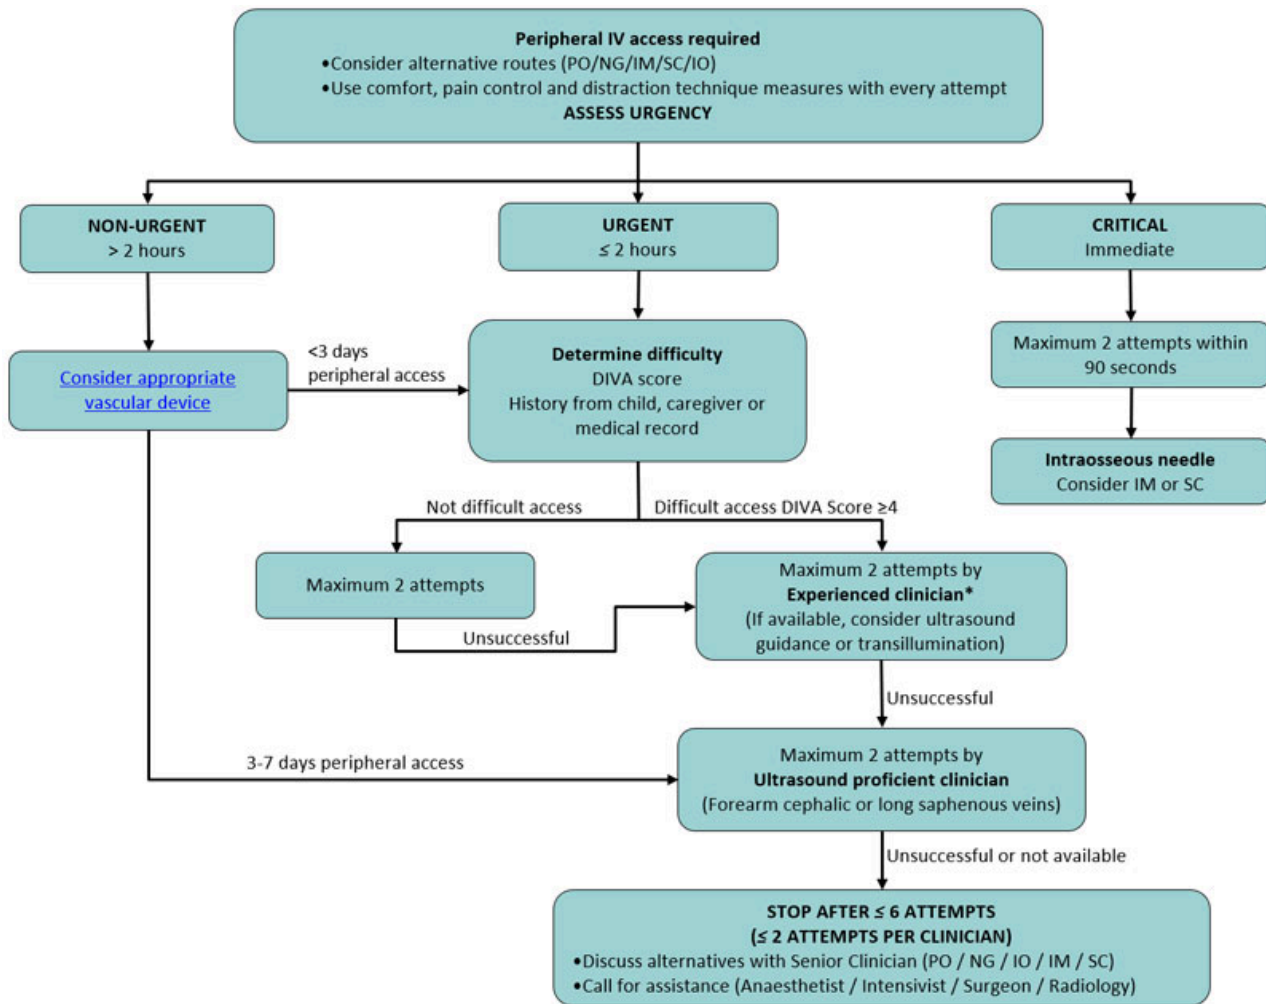 Peripheral IV access required
•Consider alternative routes (PO/NG/IM/SC/IO)
•Use comfort, pain control and distraction technique measures with every attempt
ASSESS URGENCY
NON-URGENT
> 2 hours
URGENT
≤ 2 hours
CRITICAL
Immediate
Consider appropriate
vascular device
<3 days
peripheral access
Determine difficulty
DIVA score
History from child, caregiver or
medical record
Maximum 2 attempts within
90 seconds
Intraosseous needle
Consider IM or SC
Not difficult access
Difficult access DIVA Score ≥4
Maximum 2 attempts
Unsuccessful
Maximum 2 attempts by
Experienced clinician*
(If available, consider ultrasound
guidance or transillumination)
Unsuccessful
3-7 days peripheral access
Maximum 2 attempts by
Ultrasound proficient clinician
(Forearm cephalic or long saphenous veins)
Unsuccessful or not available
STOP AFTER ≤ 6 ATTEMPTS
(≤ 2 ATTEMPTS PER CLINICIAN)
•Discuss alternatives with Senior Clinician (PO / NG / IO / IM / SC)
•Call for assistance (Anaesthetist / Intensivist / Surgeon / Radiology)